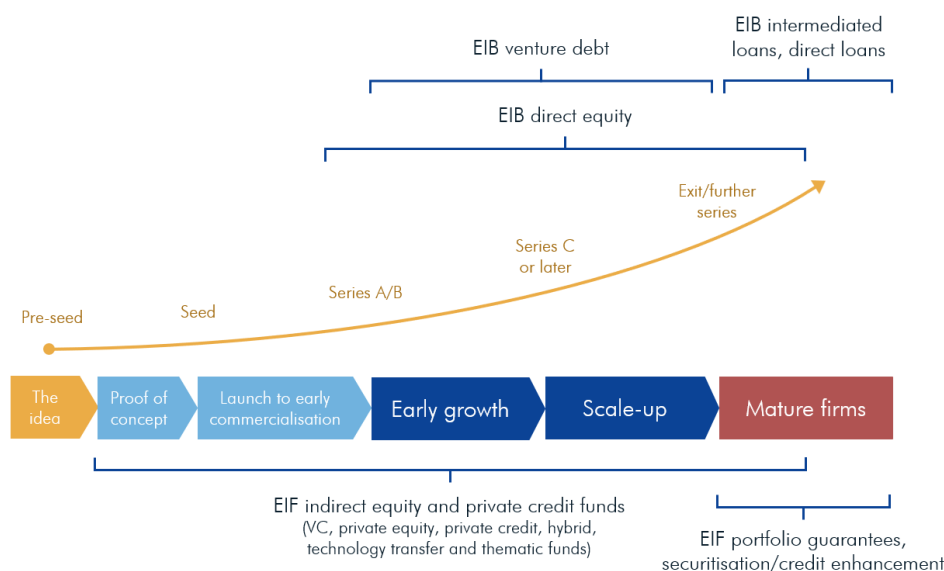 EIB venture debt
EIB intermediated
loans, direct loans
EIB direct equity
Exit/further
series
Series C
or later
Series A/B
Seed
Pre-seed
The
idea
Proof of
concept
Launch to early
commercialisation
Early growth
Scale-up
Mature firms
EIF indirect equity and private credit funds
(VC, private equity, private credit, hybrid,
technology transfer and thematic funds)
EIF portfolio guarantees,
securitisation/credit enhancement